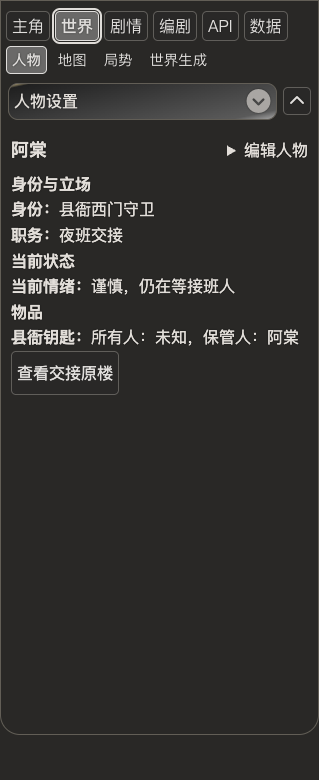 主角 世界 剧情 编剧 API 数据
人物 地图 局势 世界生成
人物设置
阿棠 ▶ 编辑人物
身份与立场
身份：县衙西门守卫
职务：夜班交接
当前状态
当前情绪：谨慎，仍在等接班人
物品
县衙钥匙：所有人：未知，保管人：阿棠
查看交接原楼